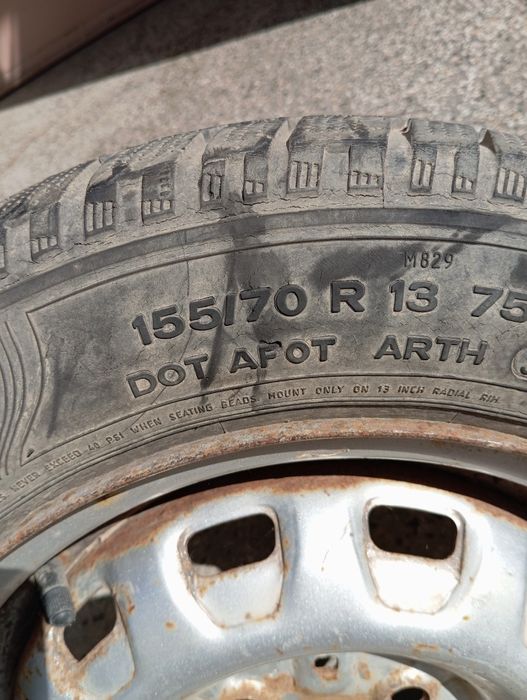 M829
155/70 R 13 75
DOT AFOT ARTH
NEVER EXCEED 40 PSI WHEN SEATING BEADS MOUNT ONLY ON 13 INCH RADIAL RIM